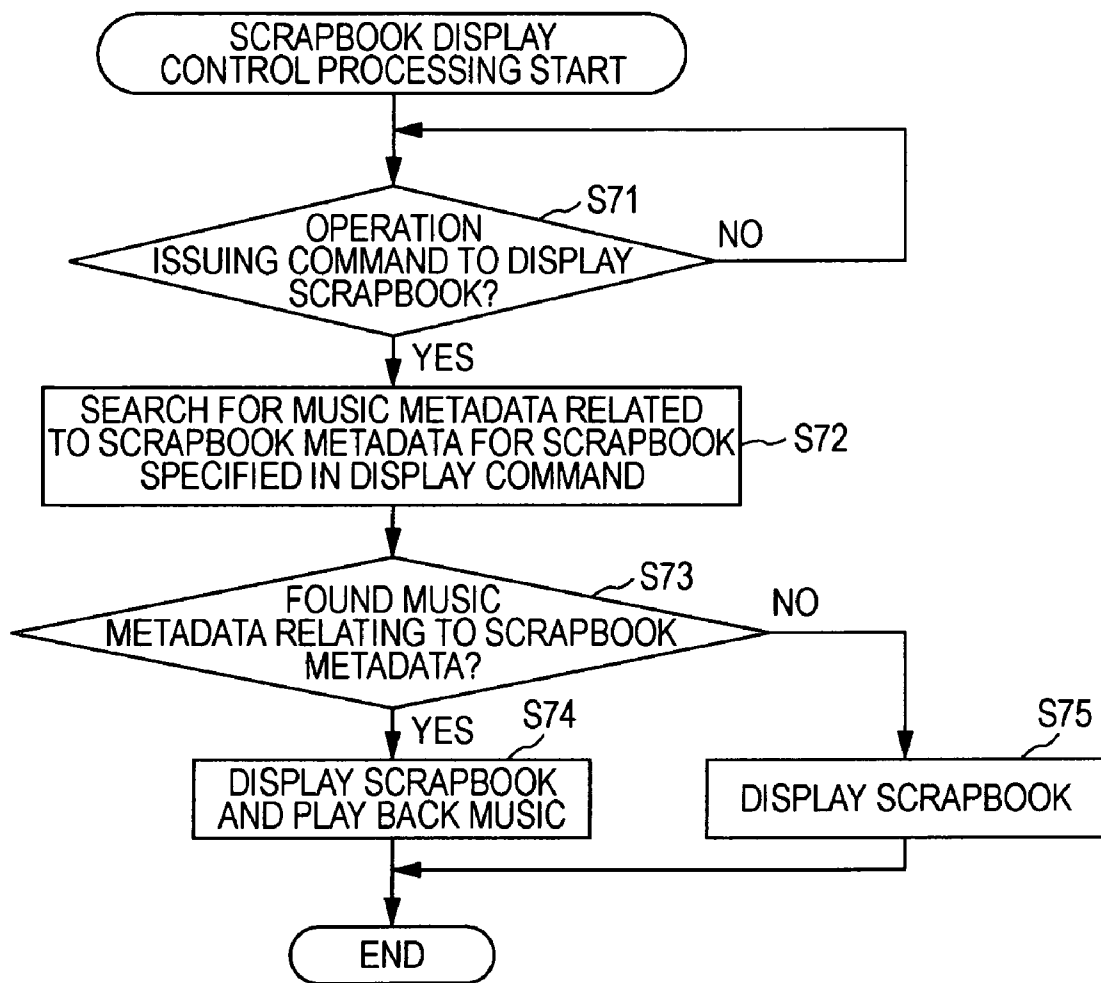 SCRAPBOOK DISPLAY
CONTROL PROCESSING START
S71
OPERATION
ISSUING COMMAND TO DISPLAY
SCRAPBOOK?
NO
YES
SEARCH FOR MUSIC METADATA RELATED
TO SCRAPBOOK METADATA FOR SCRAPBOOK
SPECIFIED IN DISPLAY COMMAND
S72
S73
FOUND MUSIC
METADATA RELATING TO SCRAPBOOK
METADATA?
NO
YES
S74
DISPLAY SCRAPBOOK
AND PLAY BACK MUSIC
S75
DISPLAY SCRAPBOOK
END